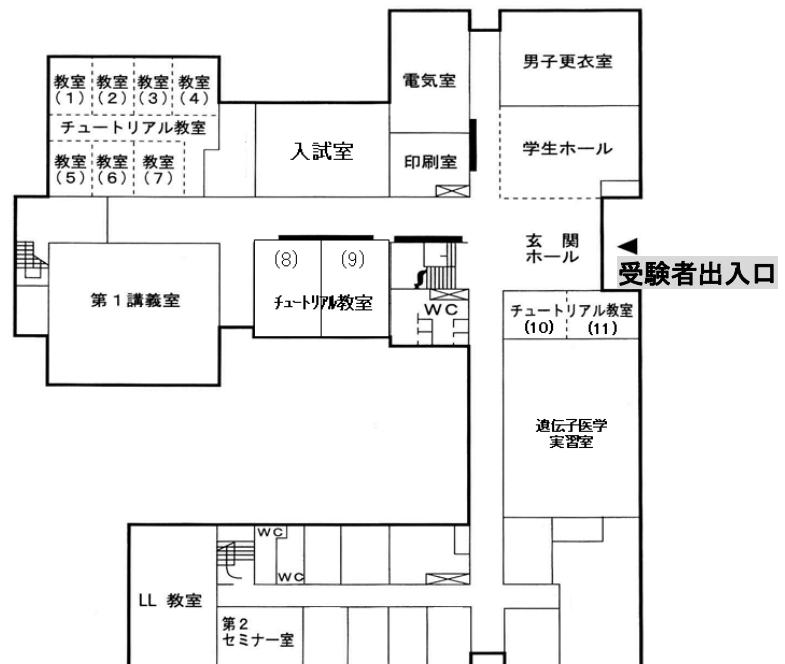 男子更衣室
電気室
教室 教室 教室 教室
(1) (2) (3) (4)
チュートリアル教室
入試室
学生ホール
印刷室
教室 教室 教室
(5) (6) (7)
玄 関
ホール
受験者出入口
(8) (9)
チュートリアル教室
第1講義室
WC
チュートリアル教室
(10) (11)
遺伝子医学
実習室
WC
WC
LL 教室
第2
セミナー室